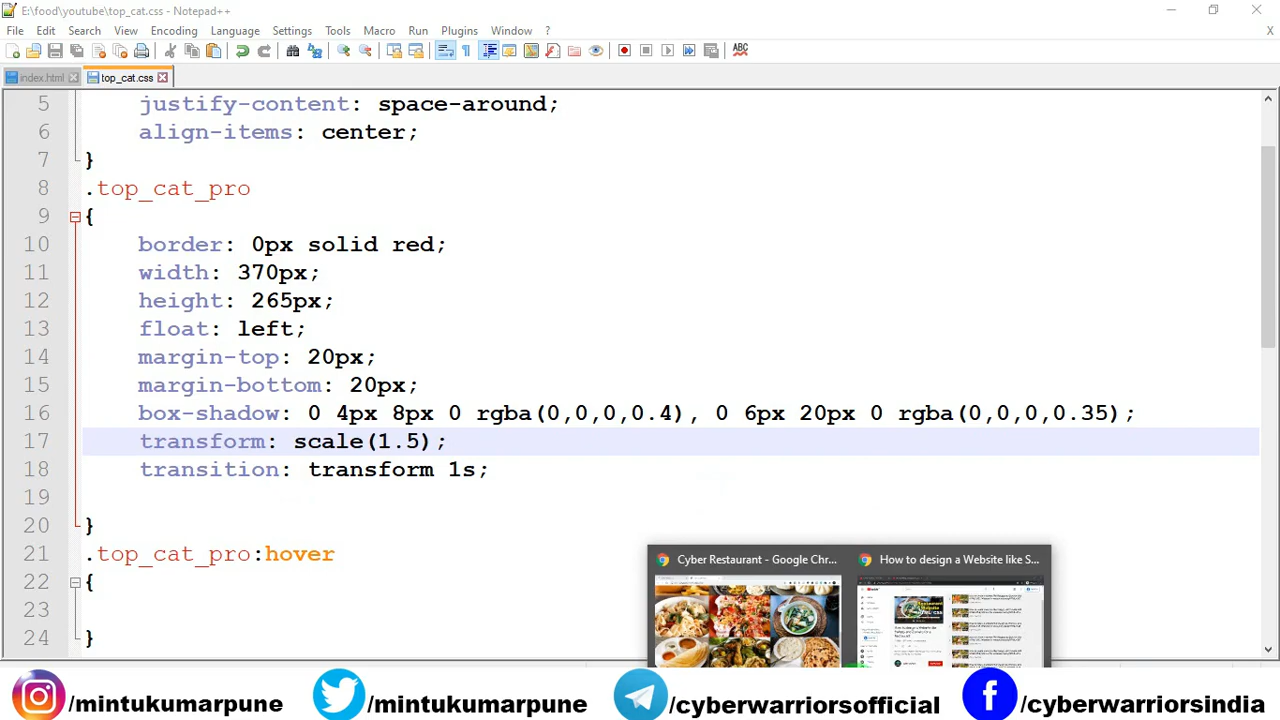 E:\food\youtube\top_cat.css - Notepad++
File Edit Search View Encoding Language Settings Tools Macro Run Plugins Window ? X
ABC
index.html top_cat.css
5 justify-content: space-around;
6 align-items: center;
7 }
8 .top_cat_pro
9 {
10 border: 0px solid red;
11 width: 370px;
12 height: 265px;
13 float: left;
14 margin-top: 20px;
15 margin-bottom: 20px;
16 box-shadow: 0 4px 8px 0 rgba(0,0,0,0.4), 0 6px 20px 0 rgba(0,0,0,0.35);
17 transform: scale(1.5);
18 transition: transform 1s;
19
20 }
21 .top_cat_pro:hover
22 {
23
24 }
Cyber Restaurant - Google Chr... How to design a Website like S...
/mintukumarpune /mintukumarpune /cyberwarriorsofficial /cyberwarriorsindia